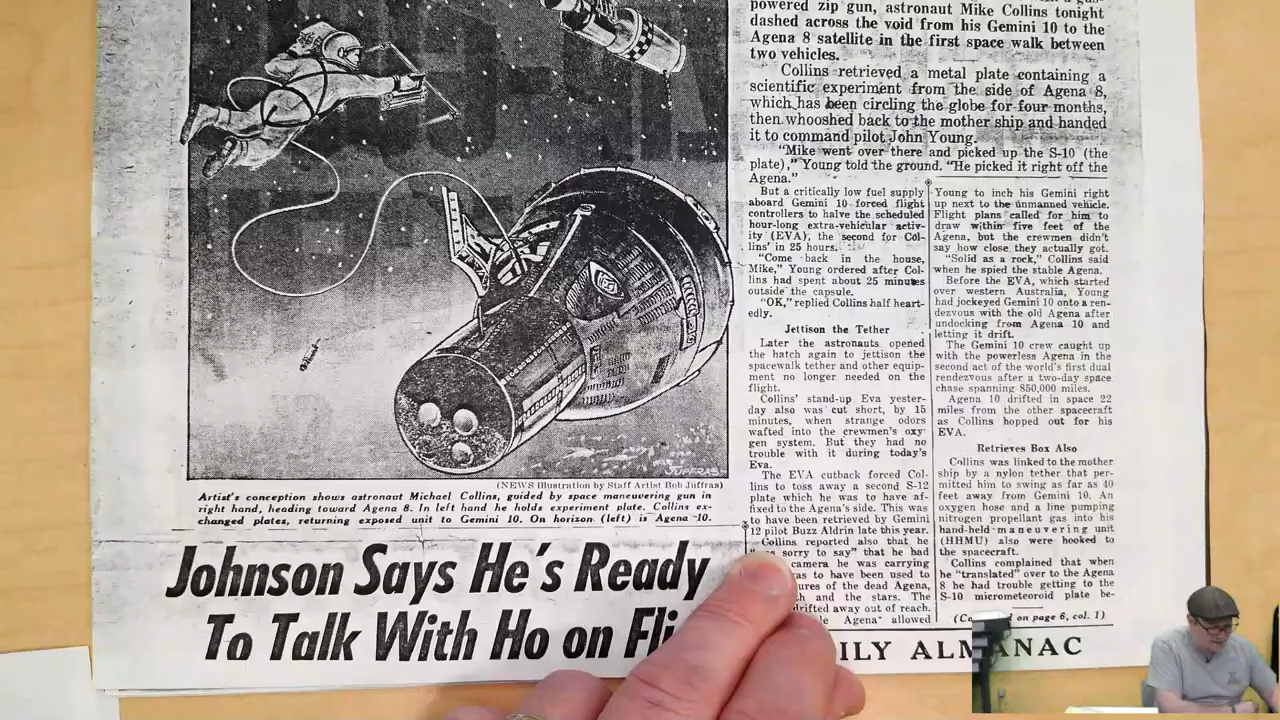 powered zip gun, astronaut Mike Collins tonight
dashed across the void from his Gemini 10 to the
Agena 8 satellite in the first space walk between
two vehicles.
Collins retrieved a metal plate containing a
scientific experiment from the side of Agena 8,
which has been circling the globe for four months,
then whooshed back to the mother ship and handed
it to command pilot John Young.
"Mike went over there and picked up the S-10 (the
plate)," Young told the ground. "He picked it right off the
Agena."
But a critically low fuel supply
aboard Gemini 10 forced flight
controllers to halve the scheduled
hour-long extra-vehicular activ-
ity (EVA), the second for Col-
lins' in 25 hours.
"Come back in the house,
Mike," Young ordered after Col-
lins had spent about 25 minutes
outside the capsule.
"OK," replied Collins half heart-
edly.
Jettison the Tether
Later the astronauts opened
the hatch again to jettison the
spacewalk tether and other equip-
ment no longer needed on the
flight.
Collins' stand-up Eva yester-
day also was cut short, by 15
minutes, when strange odors
wafted into the crewmen's oxy-
gen system. But they had no
trouble with it during today's
Eva.
The EVA cutback forced Col-
lins to toss away a second S-12
plate which he was to have af-
fixed to the Agena's side. This was
to have been retrieved by Gemini
12 pilot Buzz Aldrin late this year.
Collins reported also that he
sorry to say" that he had
camera he was carrying
to have been used to
of the dead Agena,
and the stars. The
drifted away out of reach.
Agena allowed
Young to inch his Gemini right
up next to the unmanned vehicle.
Flight plans called for him to
draw within five feet of the
Agena, but the crewmen didn't
say how close they actually got.
"Solid as a rock," Collins said
when he spied the stable Agena.
Before the EVA, which started
over western Australia, Young
had jockeyed Gemini 10 onto a ren-
dezvous with the old Agena after
undocking from Agena 10 and
letting it drift.
The Gemini 10 crew caught up
with the powerless Agena in the
second act of the world's first dual
rendezvous after a two-day space
chase spanning 850,000 miles.
Agena 10 drifted in space 22
miles from the other spacecraft
as Collins hopped out for his
EVA.
Retrieves Box Also
Collins was linked to the mother
ship by a nylon tether that per-
mitted him to swing as far as 40
feet away from Gemini 10. An
oxygen hose and a line pumping
nitrogen propellant gas into his
hand-held maneuvering unit
(HHMU) also were hooked to
the spacecraft.
Collins complained that when
he "translated" over to the Agena
8 he had trouble getting to the
S-10 micrometeoroid plate be-
on page 6, col. 1)
JUFFRAS
(NEWS Illustration by Staff Artist Bob Juffras)
Artist's conception shows astronaut Michael Collins, guided by space maneuvering gun in
right hand, heading toward Agena 8. In left hand he holds experiment plate. Collins ex-
changed plates, returning exposed unit to Gemini 10. On horizon (left) is Agena 10.
Johnson Says He's Ready
To Talk With Ho on
ALMANAC